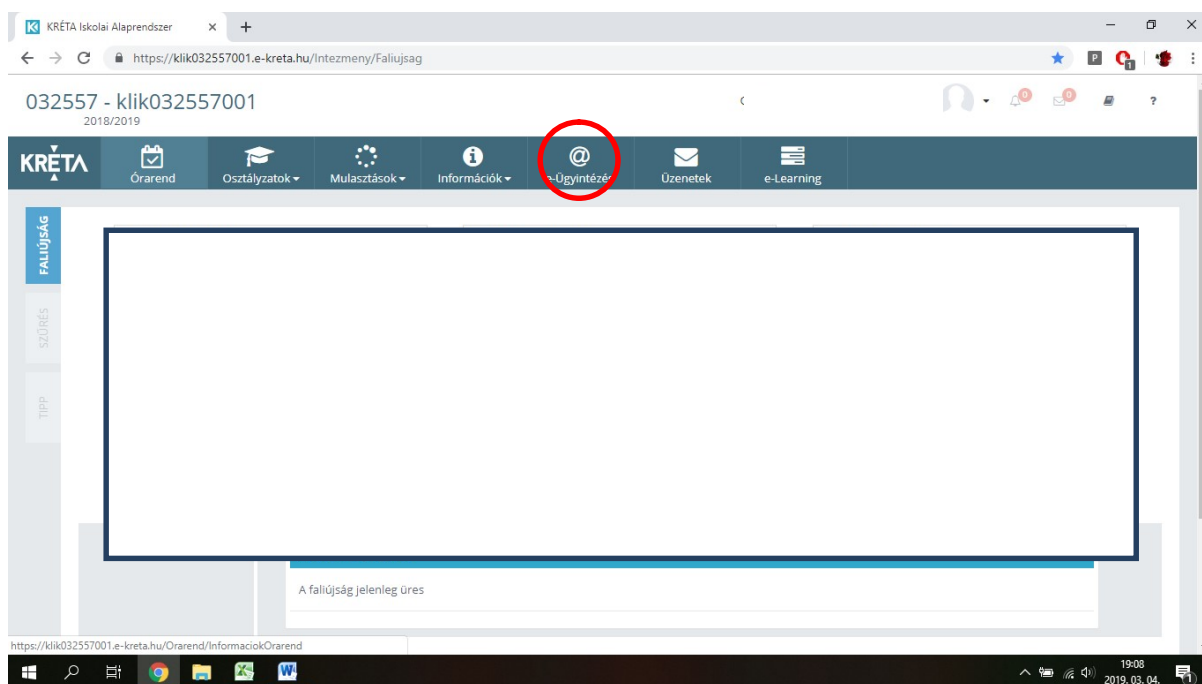 KRÉTA Iskolai Alaprendszer
https://klik032557001.e-kreta.hu/Intezmeny/Faliujsag
032557 - klik032557001
2018/2019
0
0
?
KRÉTA
Órarend
Osztályzatok
Mulasztások
Információk
e-Ügyintézés
Üzenetek
e-Learning
FALIÚJSÁG
SZŰRÉS
TIPP
A faliújság jelenleg üres
https://klik032557001.e-kreta.hu/Orarend/InformaciokOrarend
19:08
2019. 03. 04.